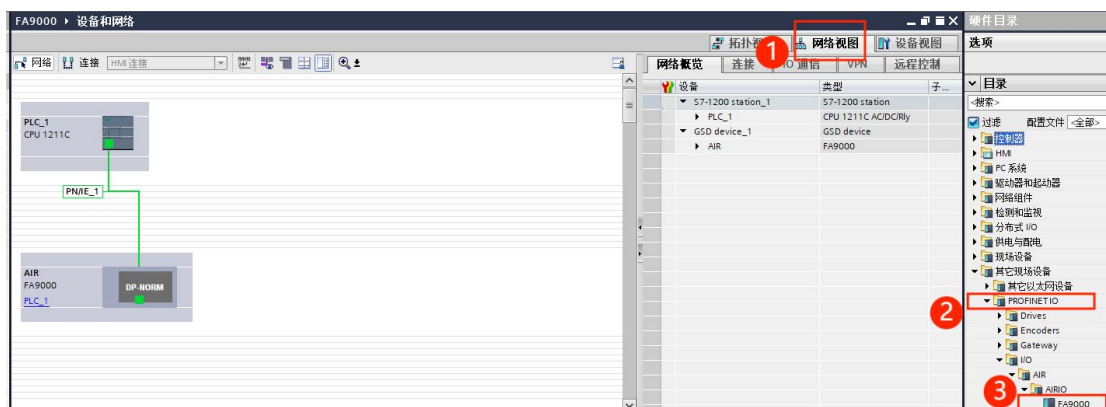 FA9000 ▸ 设备和网络
拓扑视图 网络视图 设备视图
网络 连接 HMI连接
1
PLC_1
CPU 1211C
PN/IE_1
AIR
FA9000
PLC_1
DP-NORM
网络概览 连接 IO 通信 VPN 远程控制
设备 类型 子...
S7-1200 station_1 S7-1200 station
PLC_1 CPU 1211C AC/DC/Rly
GSD device_1 GSD device
AIR FA9000
硬件目录
选项
目录
<搜索>
过滤 配置文件 <全部>
控制器
HMI
PC 系统
驱动器和起动器
网络组件
检测和监视
分布式 I/O
供电与配电
现场设备
其它现场设备
其它以太网设备
2
PROFINET IO
Drives
Encoders
Gateway
I/O
AIR
3
AIRIO
FA9000